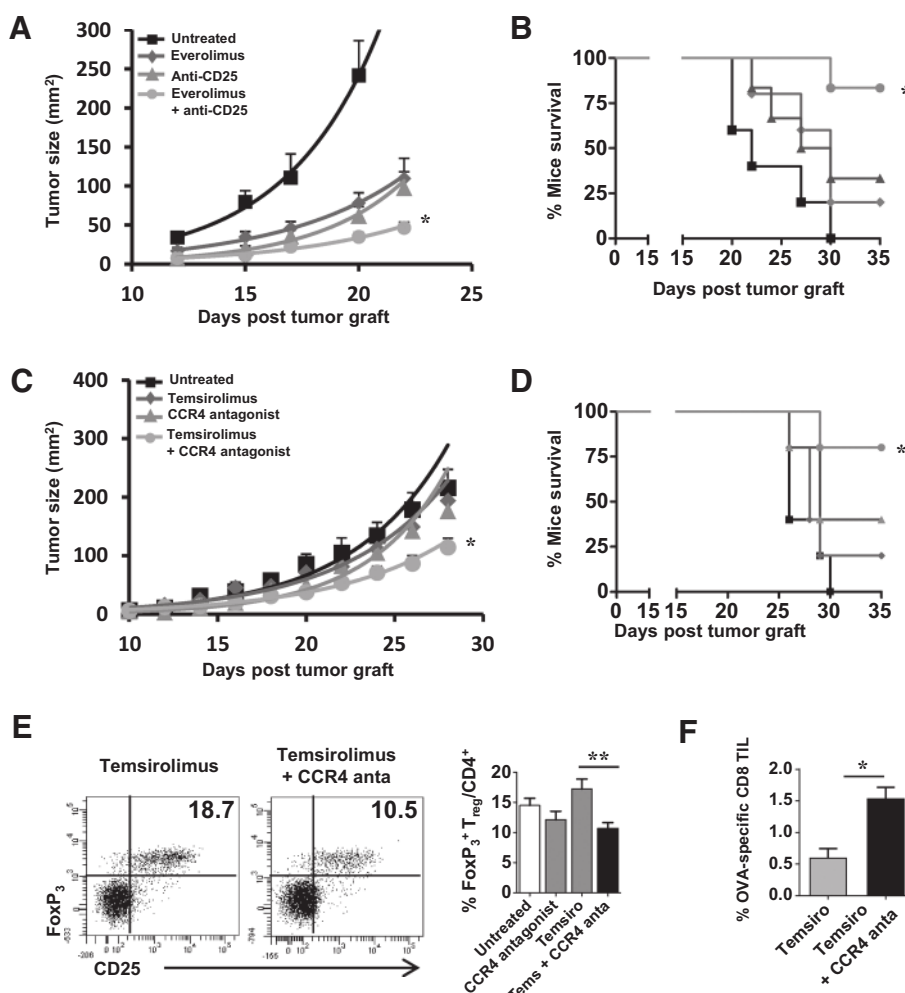 A
300
250
200
150
100
50
0
Tumor size (mm²)
Untreated
Everolimus
Anti-CD25
Everolimus
+ anti-CD25
*
10 15 20 25
Days post tumor graft
B
100
75
50
25
0
% Mice survival
*
0 15 15 20 25 30 35
Days post tumor graft
C
400
300
200
100
0
Tumor size (mm²)
Untreated
Temsirolimus
CCR4 antagonist
Temsirolimus
+ CCR4 antagonist
*
10 15 20 25 30
Days post tumor graft
D
100
75
50
25
0
% Mice survival
*
0 15 15 20 25 30 35
Days post tumor graft
E
Temsirolimus
18.7
Temsirolimus
+ CCR4 anta
10.5
FoxP₃
CD25
% FoxP₃⁺ Treg/CD4⁺
20
15
10
5
0
**
Untreated
CCR4 antagonist
Temsiro
Tems + CCR4 anta
F
% OVA-specific CD8 TIL
2.0
1.5
1.0
0.5
0.0
*
Temsiro
Temsiro
+ CCR4 anta